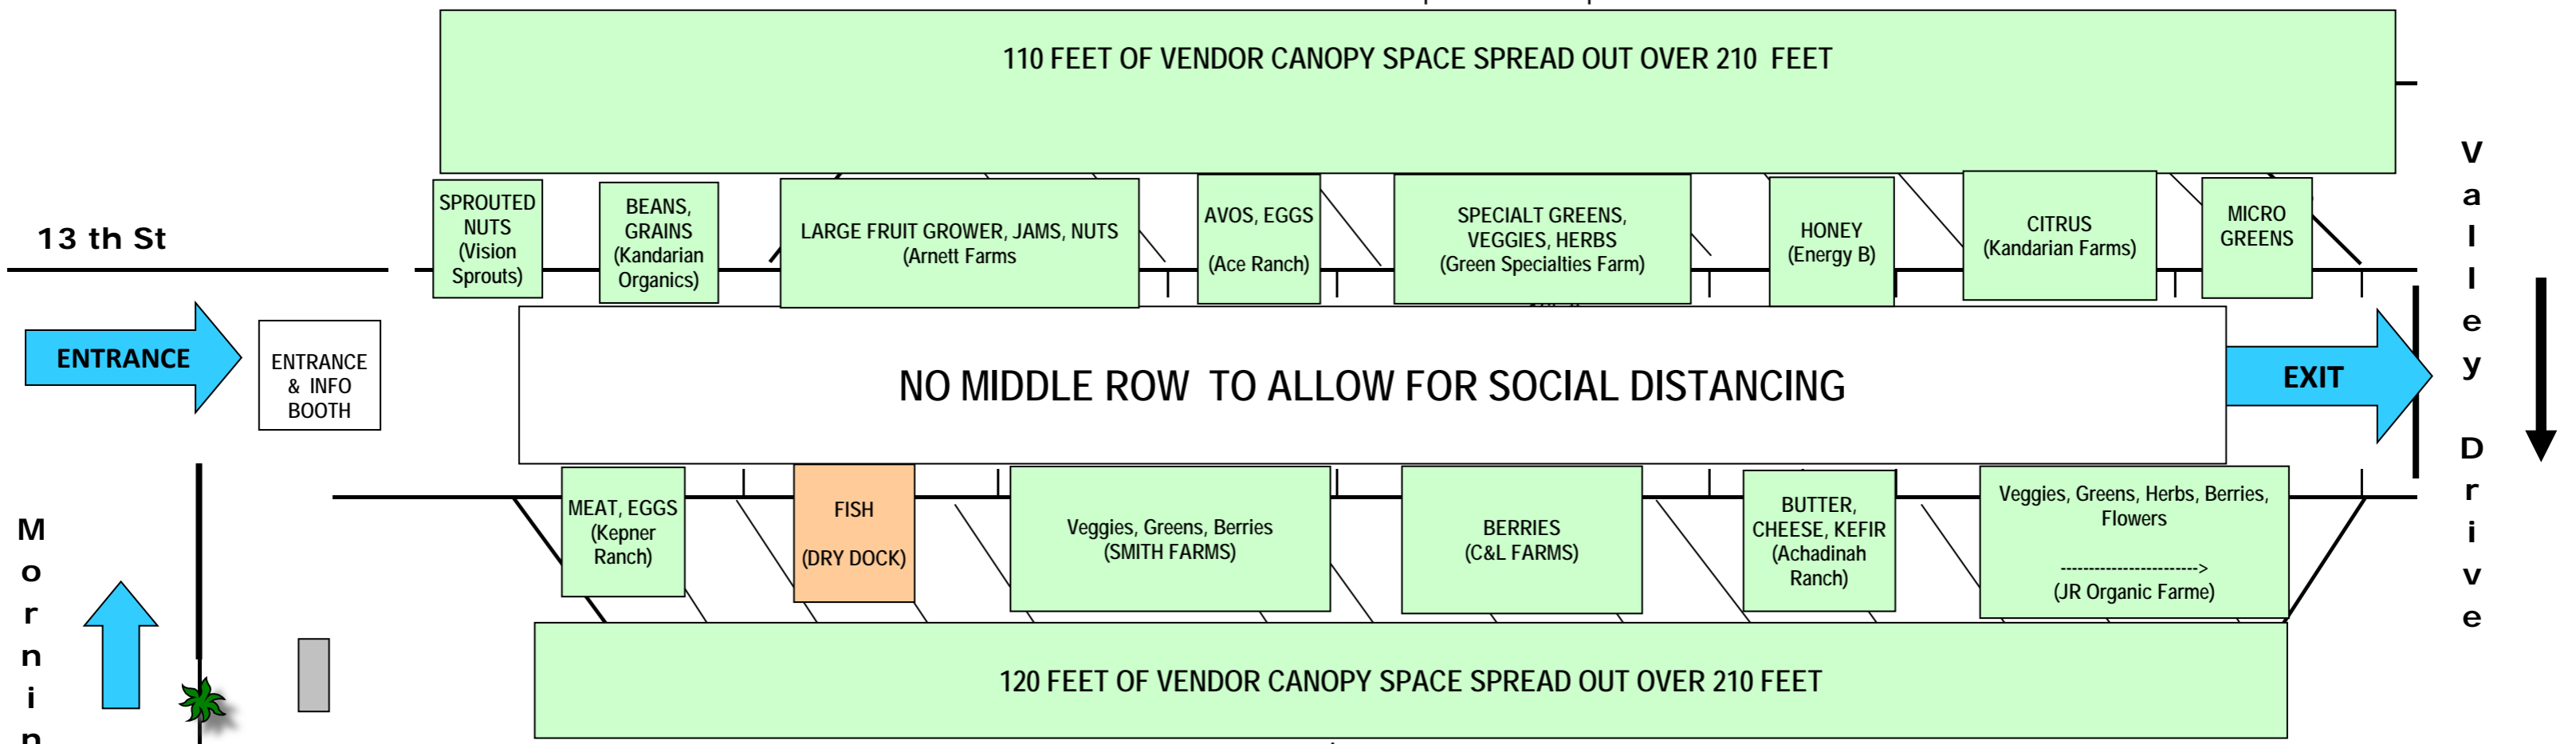 110 FEET OF VENDOR CANOPY SPACE SPREAD OUT OVER 210 FEET
SPROUTED
NUTS
(Vision
Sprouts)
BEANS,
GRAINS
(Kandarian
Organics)
LARGE FRUIT GROWER, JAMS, NUTS
(Arnett Farms
AVOS, EGGS
(Ace Ranch)
SPECIALT GREENS,
VEGGIES, HERBS
(Green Specialties Farm)
HONEY
(Energy B)
CITRUS
(Kandarian Farms)
MICRO
GREENS
13 th St
ENTRANCE
ENTRANCE
& INFO
BOOTH
NO MIDDLE ROW TO ALLOW FOR SOCIAL DISTANCING
EXIT
Valley Drive
MEAT, EGGS
(Kepner
Ranch)
FISH
(DRY DOCK)
Veggies, Greens, Berries
(SMITH FARMS)
BERRIES
(C&L FARMS)
BUTTER,
CHEESE, KEFIR
(Achadinah
Ranch)
Veggies, Greens, Herbs, Berries,
Flowers
------------------------>
(JR Organic Farme)
Mornin
120 FEET OF VENDOR CANOPY SPACE SPREAD OUT OVER 210 FEET